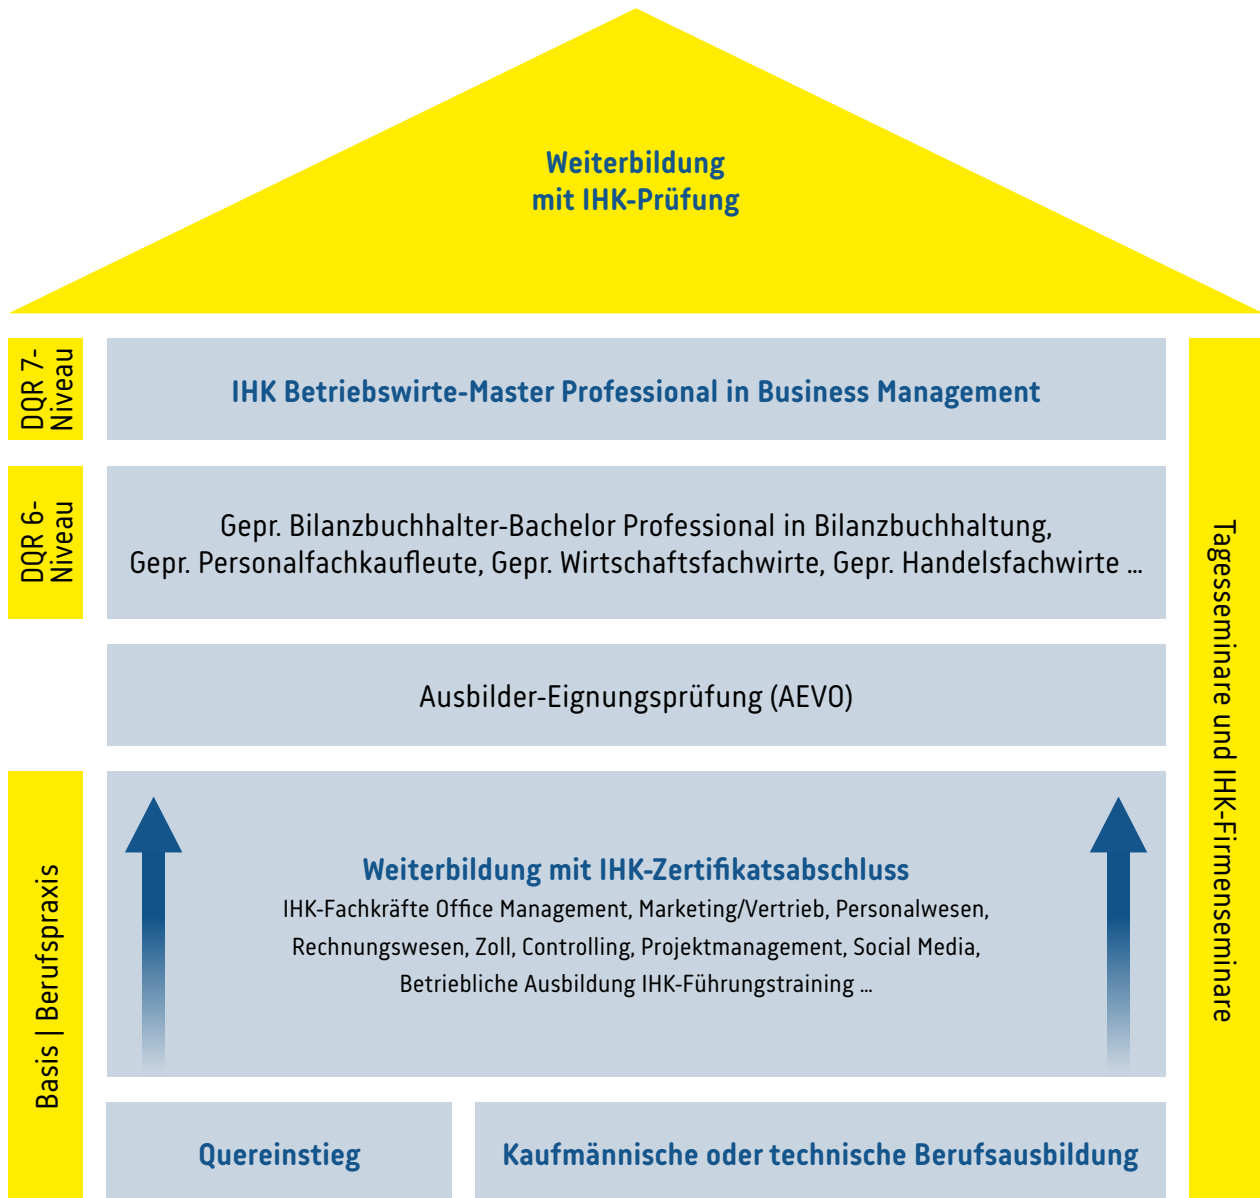 Weiterbildung
mit IHK-Prüfung
DQR 7-
Niveau
IHK Betriebswirte-Master Professional in Business Management
DQR 6-
Niveau
Gepr. Bilanzbuchhalter-Bachelor Professional in Bilanzbuchhaltung,
Gepr. Personalfachkaufleute, Gepr. Wirtschaftsfachwirte, Gepr. Handelsfachwirte ...
Ausbilder-Eignungsprüfung (AEVO)
Basis | Berufspraxis
Weiterbildung mit IHK-Zertifikatsabschluss
IHK-Fachkräfte Office Management, Marketing/Vertrieb, Personalwesen,
Rechnungswesen, Zoll, Controlling, Projektmanagement, Social Media,
Betriebliche Ausbildung IHK-Führungstraining ...
Quereinstieg
Kaufmännische oder technische Berufsausbildung
Tagesseminare und IHK-Firmenseminare